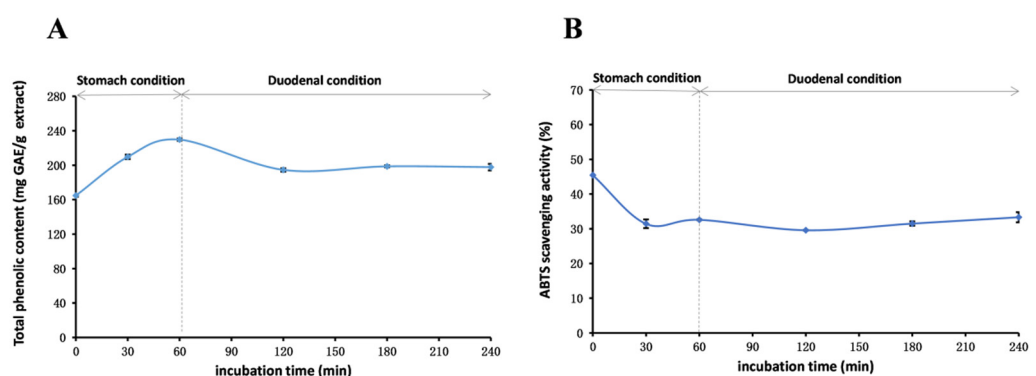 A
Stomach condition
Duodenal condition
Total phenolic content (mg GAE/g extract)
280
240
200
160
120
80
40
0
0 30 60 90 120 150 180 210 240
incubation time (min)
B
Stomach condition
Duodenal condition
ABTS scavenging activity (%)
70
60
50
40
30
20
10
0
0 30 60 90 120 150 180 210 240
incubation time (min)